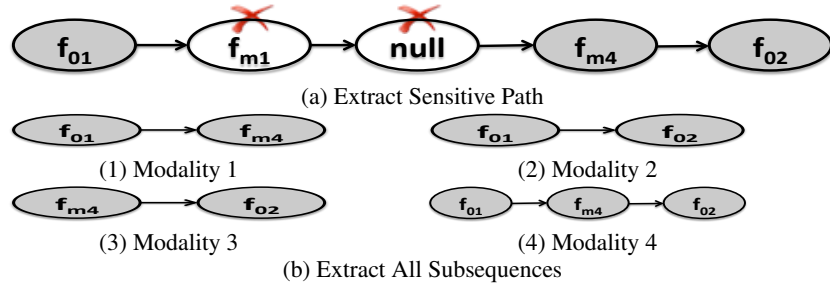 f01 fm1 null fm4 f02
(a) Extract Sensitive Path
f01 fm4 f01 f02
(1) Modality 1 (2) Modality 2
fm4 f02 f01 fm4 f02
(3) Modality 3 (4) Modality 4
(b) Extract All Subsequences